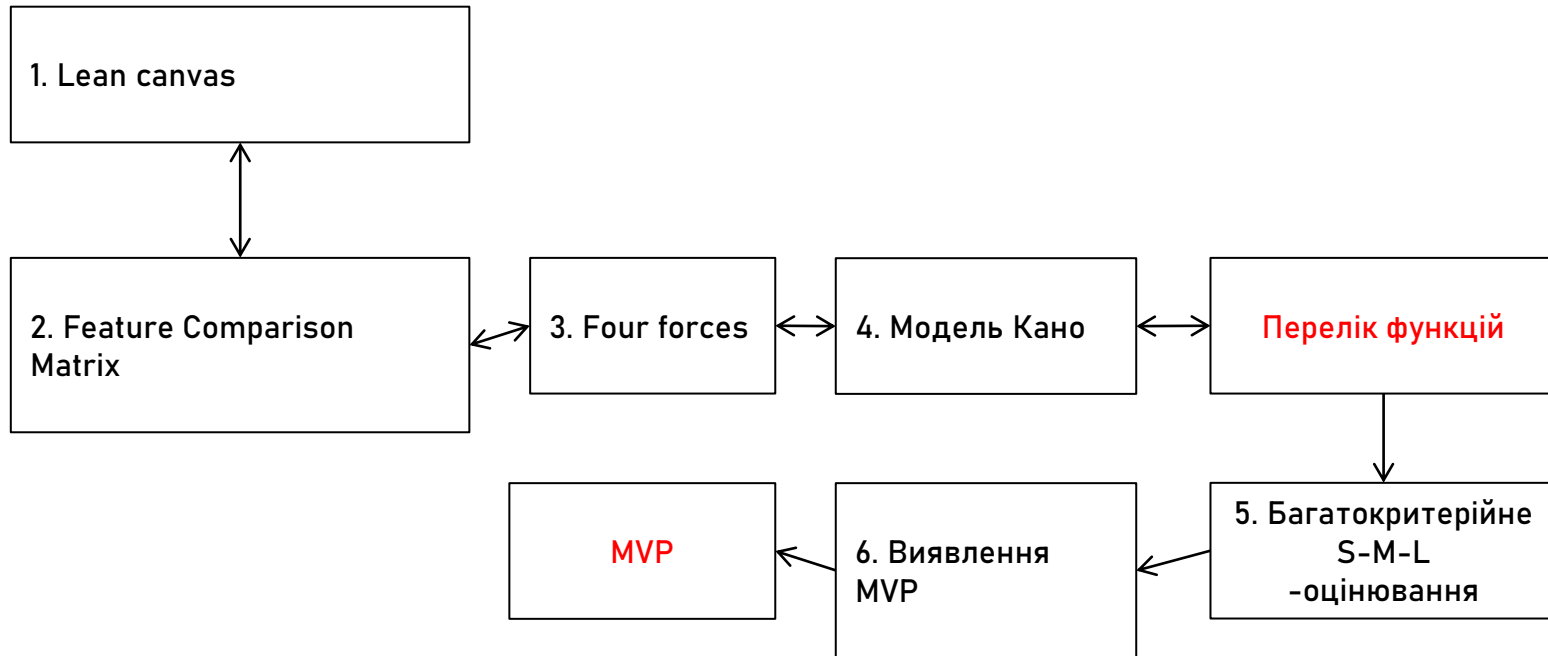 1. Lean canvas
2. Feature Comparison
Matrix
3. Four forces
4. Модель Кано
Перелік функцій
5. Багатокритерійне
S-M-L
-оцінювання
6. Виявлення
MVP
MVP